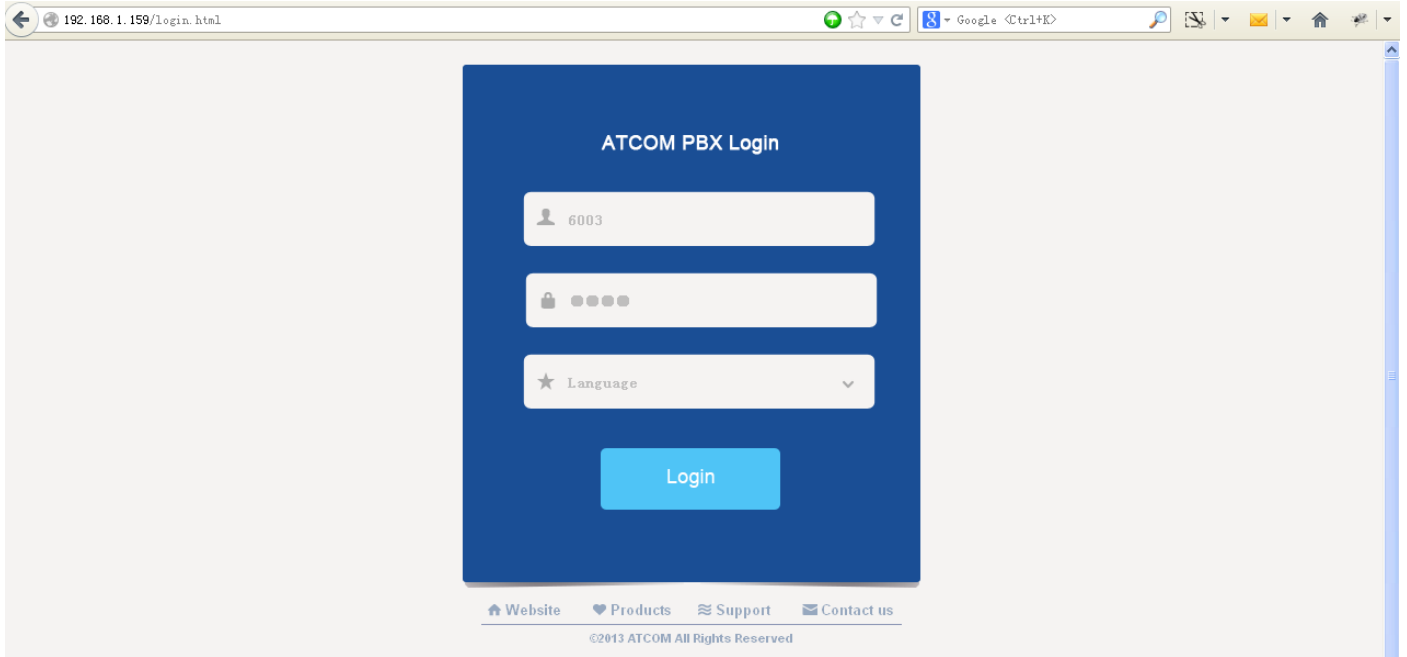 192.168.1.159/login.html
Google <Ctrl+K>
ATCOM PBX Login
6003
Language
Login
Website Products Support Contact us
©2013 ATCOM All Rights Reserved